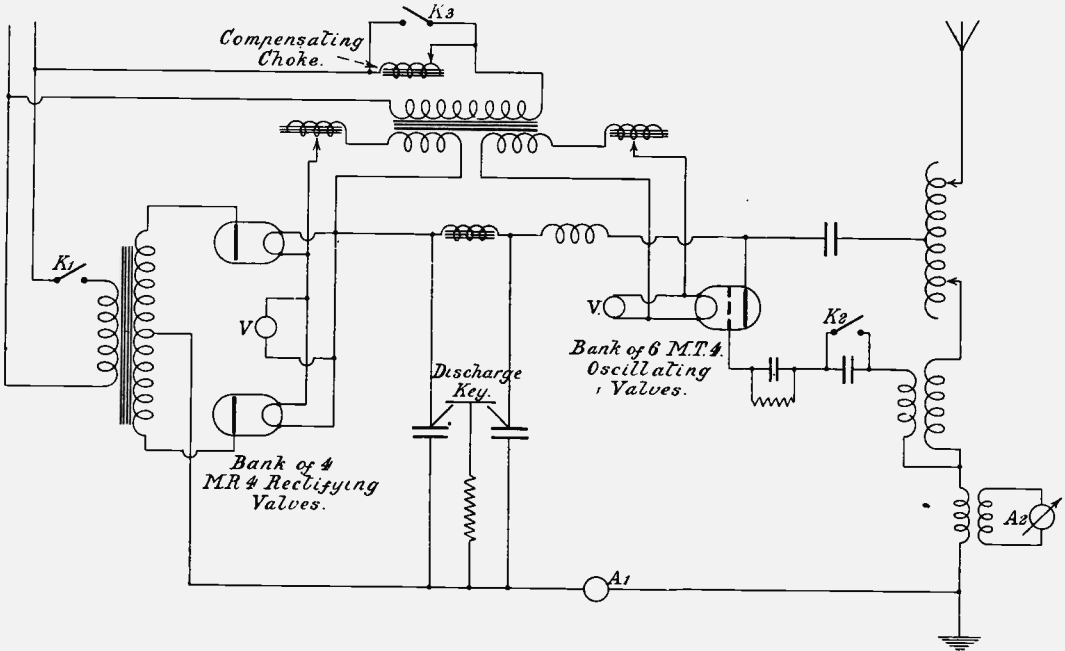 K3
Compensating
Choke.
K1
V
V.
K2
Bank of 6 M.T.4.
Oscillating
Valves.
Discharge
Key.
Bank of 4
M.R 4 Rectifying
Valves.
A2
A1